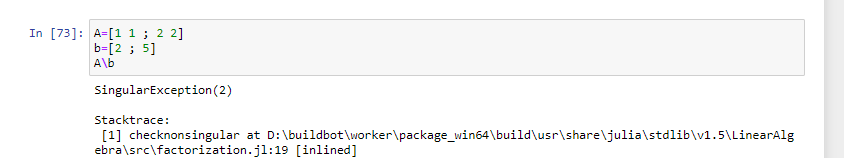 In [73]: A=[1 1 ; 2 2]
b=[2 ; 5]
A\b
SingularException(2)
Stacktrace:
[1] checknonsingular at D:\buildbot\worker\package_win64\build\usr\share\julia\stdlib\v1.5\LinearAlg
ebra\src\factorization.jl:19 [inlined]